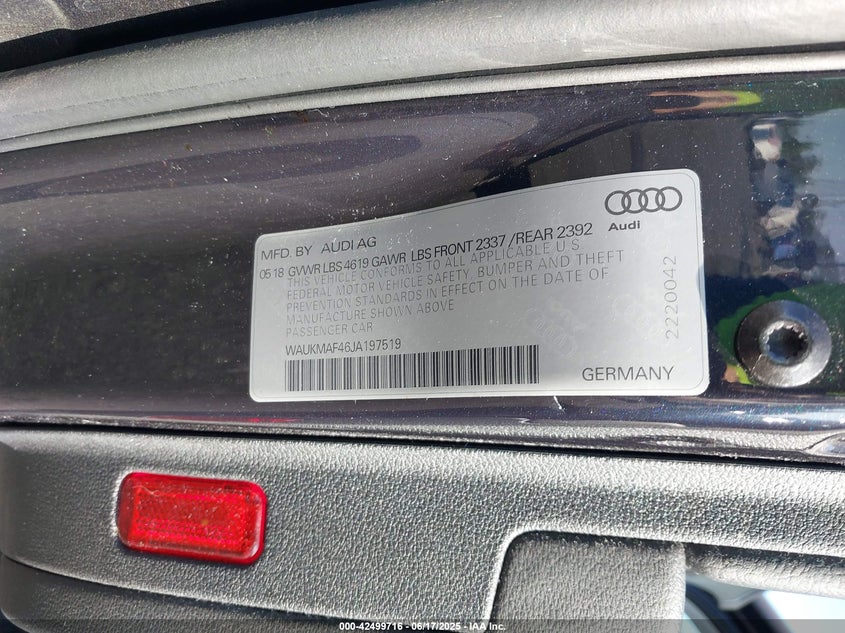 Audi
MFD. BY AUDI AG
05 18 GVWR LBS 4619 GAWR LBS FRONT 2337 / REAR 2392
THIS VEHICLE CONFORMS TO ALL APPLICABLE U.S.
FEDERAL MOTOR VEHICLE SAFETY, BUMPER AND THEFT
PREVENTION STANDARDS IN EFFECT ON THE DATE OF
MANUFACTURE SHOWN ABOVE
PASSENGER CAR
WAUKMAF46JA197519
GERMANY
2220042
000-42499716 - 06/17/2025 - IAA Inc.